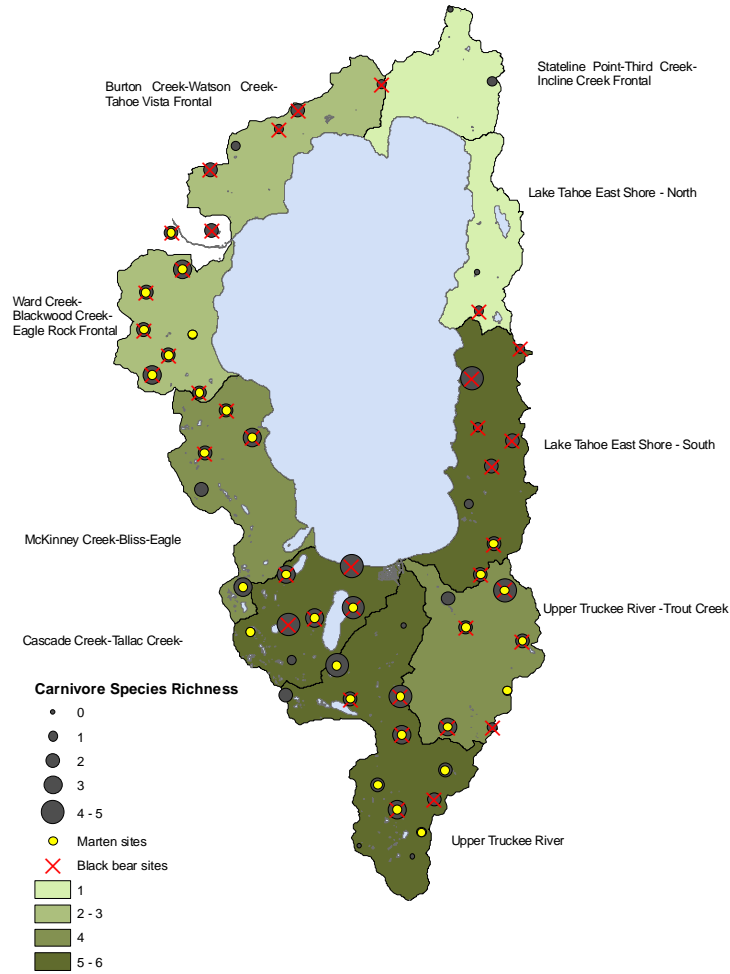 Stateline Point-Third Creek-
Incline Creek Frontal
Burton Creek-Watson Creek-
Tahoe Vista Frontal
Lake Tahoe East Shore - North
Ward Creek-
Blackwood Creek-
Eagle Rock Frontal
Lake Tahoe East Shore - South
McKinney Creek-Bliss-Eagle
Upper Truckee River -Trout Creek
Cascade Creek-Tallac Creek-
Carnivore Species Richness
0
1
2
3
4 - 5
Marten sites
Black bear sites
1
2 - 3
4
5 - 6
Upper Truckee River